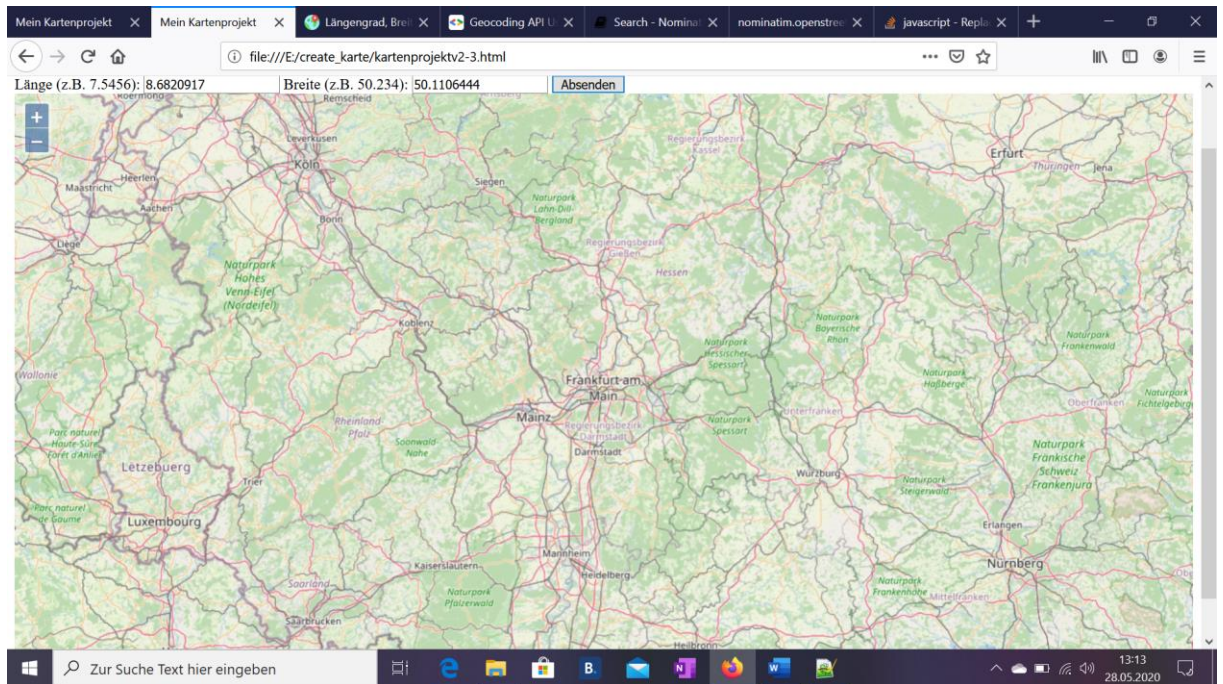 Mein Kartenprojekt
Mein Kartenprojekt
Längengrad, Breit
Geocoding API U
Search - Nominat
nominatim.openstree
javascript - Repla
file:///E:/create_karte/kartenprojektv2-3.html
Länge (z.B. 7.5456): 8.6820917 Breite (z.B. 50.234): 50.1106444 Absenden
+
−
Roermond
Remscheid
Leverkusen
Regierungsbezirk
Kassel
Köln
Erfurt
Thüringen
Jena
Maastricht
Heerlen
Siegen
Aachen
Naturpark
Lahn-Dill-
Bergland
Bonn
Liège
Regierungsbezirk
Gießen
Naturpark
Hohes
Venn-Eifel
(Nordeifel)
Hessen
Koblenz
Naturpark
Bayerische
Rhön
Naturpark
Frankenwald
Naturpark
Hessischer
Spessart
Wallonie
Frankfurt am
Main
Naturpark
Haßberge
Mainz
Regierungsbezirk
Darmstadt
Unterfranken
Oberfranken
Naturpark
Fichtelgebirg
Rheinland-
Pfalz
Naturpark
Spessart
Parc naturel
Haute-Sûre
Forêt d'Anlier
Soonwald-
Nahe
Darmstadt
Naturpark
Fränkische
Schweiz
Frankenjura
Lëtzebuerg
Trier
Würzburg
Naturpark
Steigerwald
Parc naturel
de Gaume
Luxembourg
Erlangen
Mannheim
Kaiserslautern
Nürnberg
Heidelberg
Saarland
Naturpark
Pfälzerwald
Naturpark
Frankenhöhe
Mittelfranken
Saarbrücken
Heilbronn
Zur Suche Text hier eingeben
13:13
28.05.2020